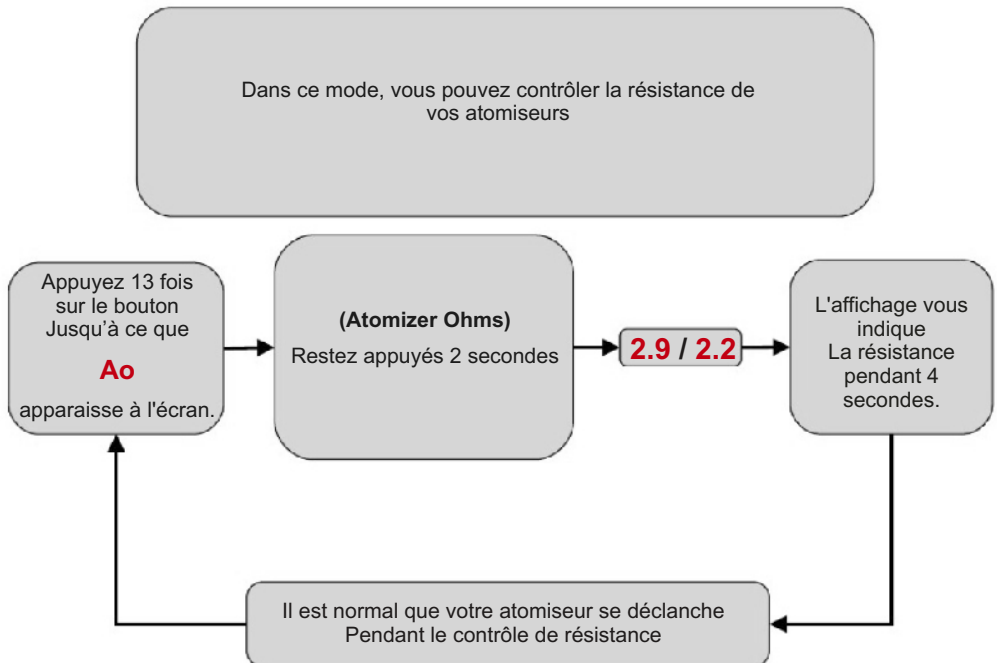 Dans ce mode, vous pouvez contrôler la résistance de
vos atomiseurs
Appuyez 13 fois
sur le bouton
Jusqu'à ce que
Ao
apparaisse à l'écran.
(Atomizer Ohms)
Restez appuyés 2 secondes
2.9 / 2.2
L'affichage vous
indique
La résistance
pendant 4
secondes.
Il est normal que votre atomiseur se déclanche
Pendant le contrôle de résistance